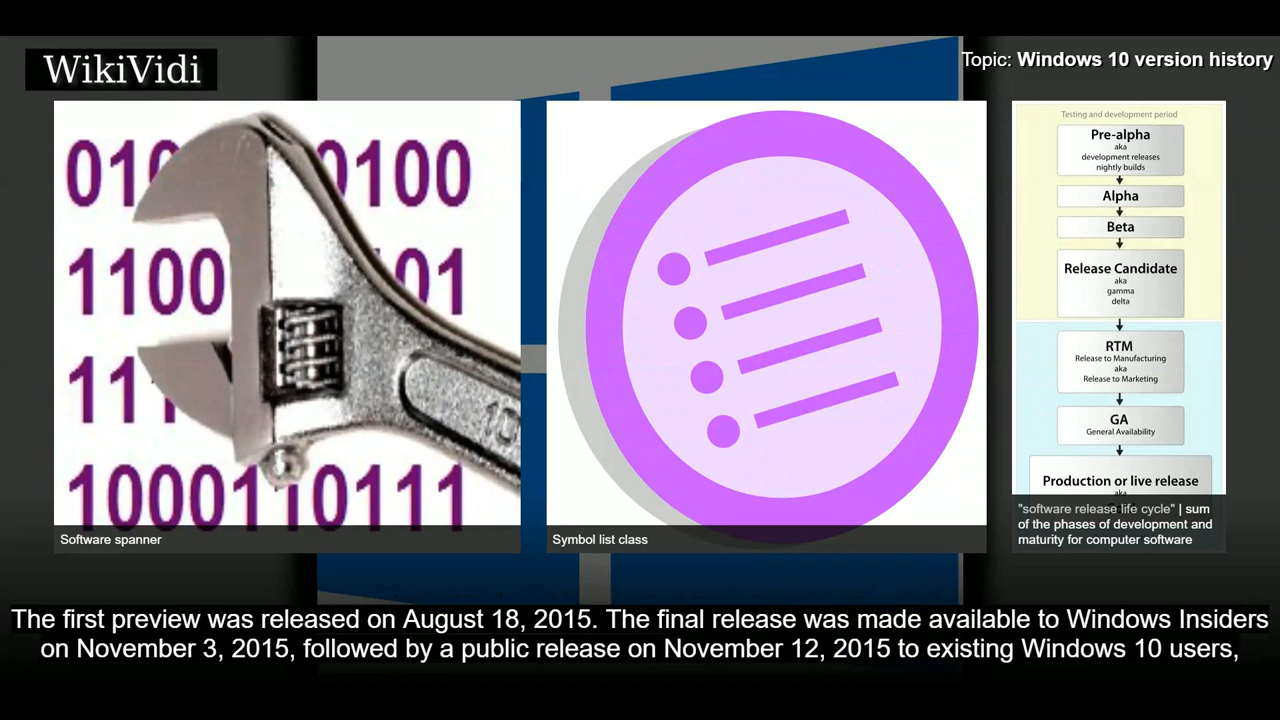 WikiVidi
Topic: Windows 10 version history
0100
1100
01
11
1000110111
10
Software spanner
Symbol list class
Testing and development period
Pre-alpha
aka
development releases
nightly builds
Alpha
Beta
Release Candidate
aka
gamma
delta
RTM
Release to Manufacturing
aka
Release to Marketing
GA
General Availability
Production or live release
aka
"software release life cycle" | sum
of the phases of development and
maturity for computer software
The first preview was released on August 18, 2015. The final release was made available to Windows Insiders
on November 3, 2015, followed by a public release on November 12, 2015 to existing Windows 10 users,